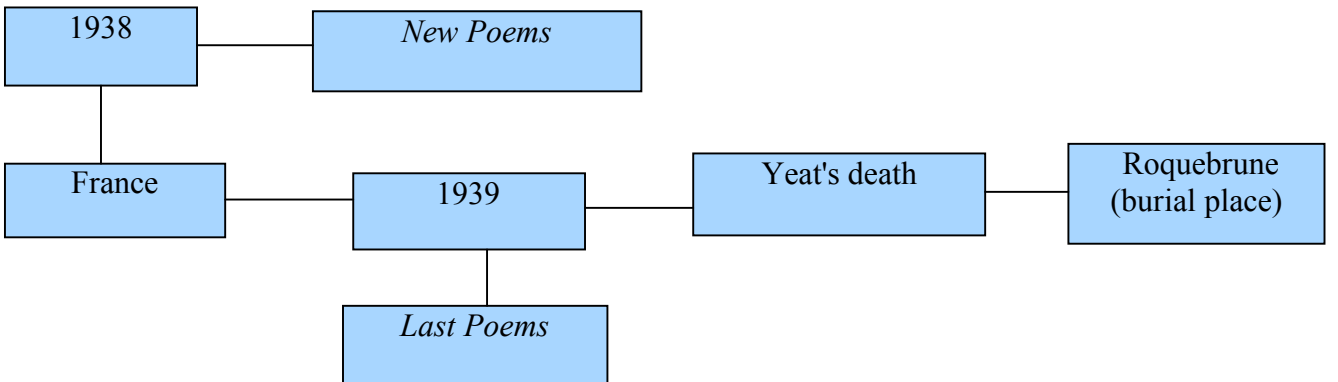 1938
New Poems
France
1939
Yeat's death
Roquebrune
(burial place)
Last Poems